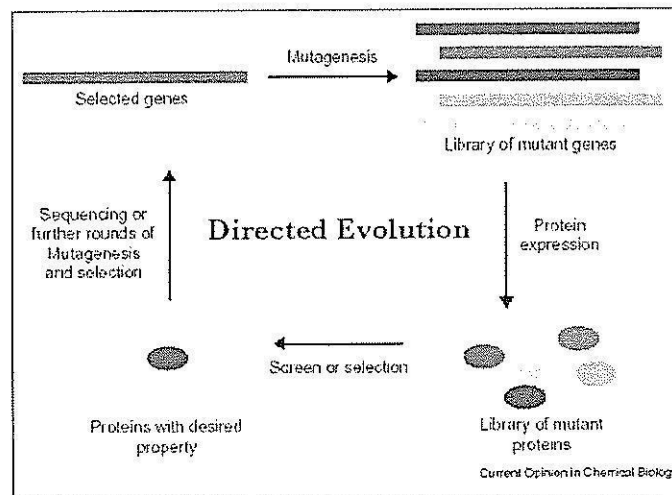 Mutagenesis
Selected genes
Library of mutant genes
Sequencing or
further rounds of
Mutagenesis
and selection
Directed Evolution
Protein
expression
Screen or selection
Proteins with desired
property
Library of mutant
proteins
Current Opinion in Chemical Biolog